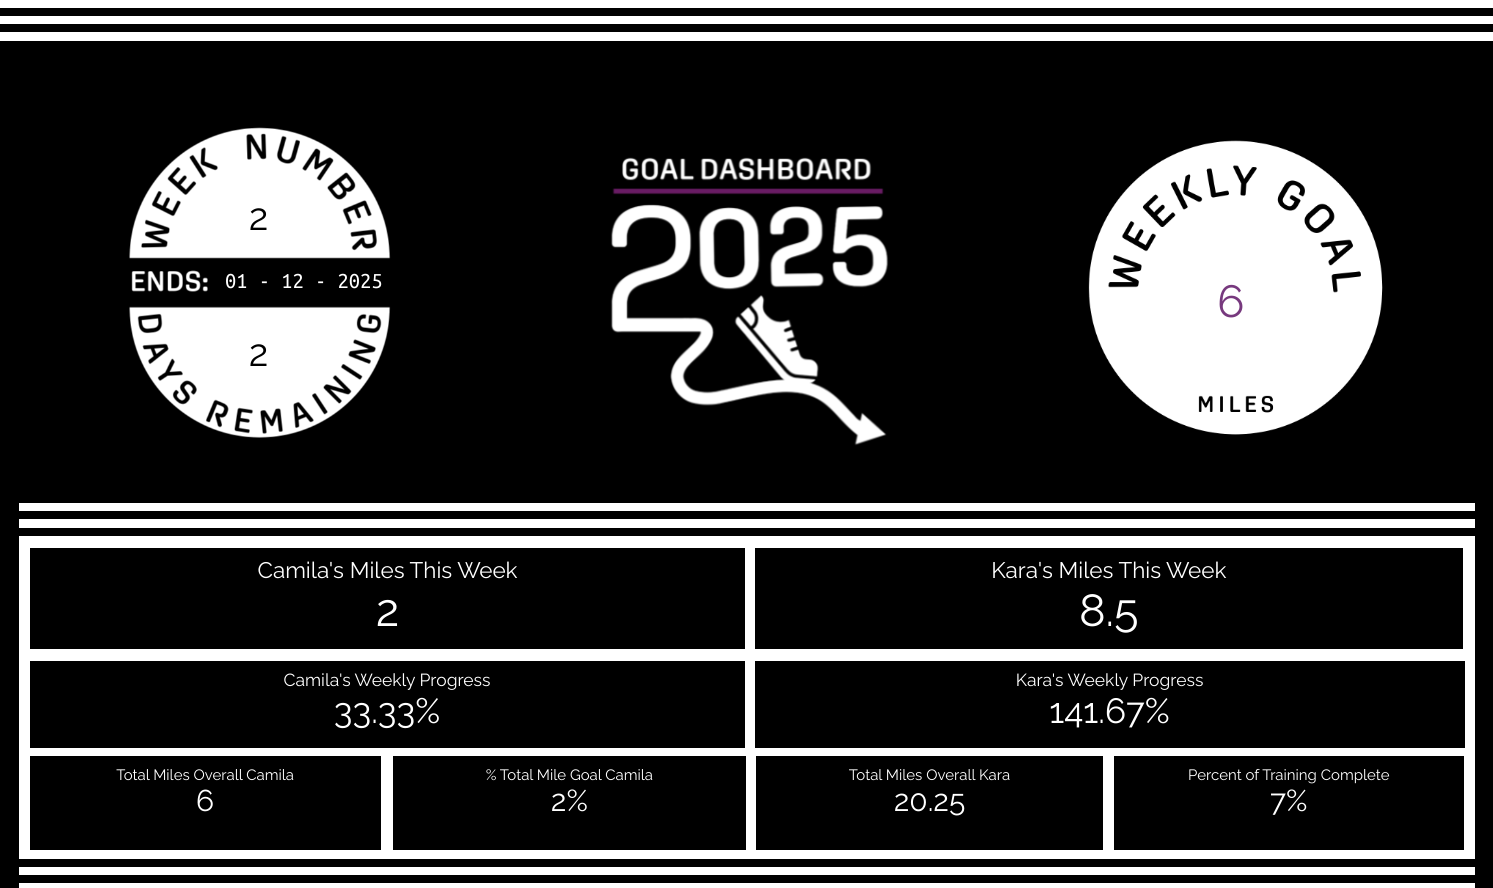 WEEK NUMBER
2
ENDS: 01 - 12 - 2025
2
DAYS REMAINING
GOAL DASHBOARD
2025
WEEKLY GOAL
6
MILES
Camila's Miles This Week
2
Kara's Miles This Week
8.5
Camila's Weekly Progress
33.33%
Kara's Weekly Progress
141.67%
Total Miles Overall Camila
6
% Total Mile Goal Camila
2%
Total Miles Overall Kara
20.25
Percent of Training Complete
7%